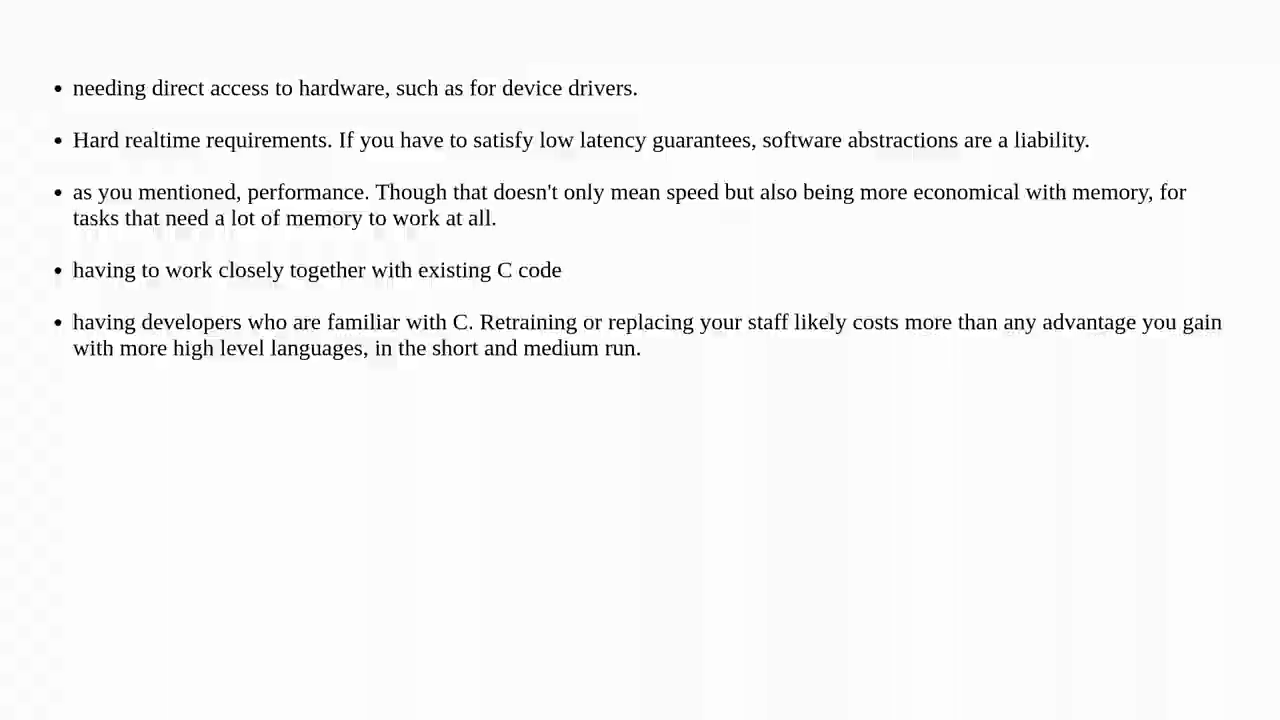 • needing direct access to hardware, such as for device drivers.
• Hard realtime requirements. If you have to satisfy low latency guarantees, software abstractions are a liability.
• as you mentioned, performance. Though that doesn't only mean speed but also being more economical with memory, for
tasks that need a lot of memory to work at all.
• having to work closely together with existing C code
• having developers who are familiar with C. Retraining or replacing your staff likely costs more than any advantage you gain
with more high level languages, in the short and medium run.